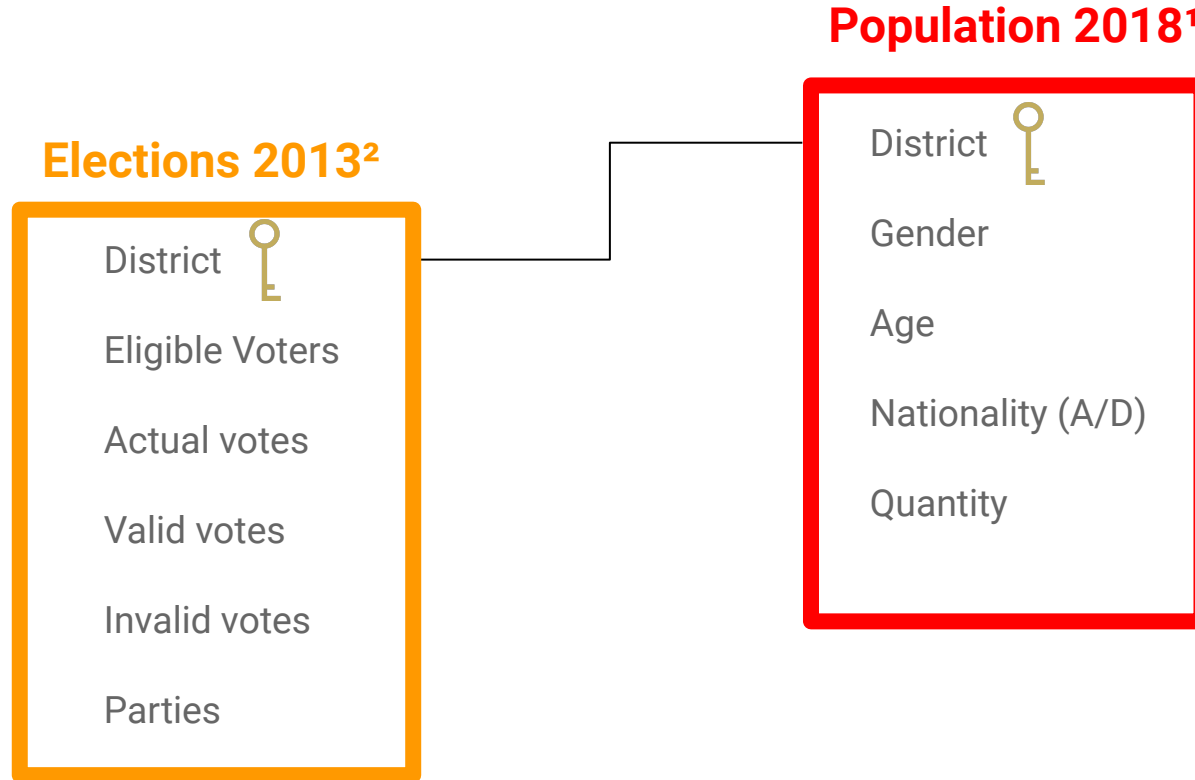 Population 2018¹
Elections 2013²
District
Eligible Voters
Actual votes
Valid votes
Invalid votes
Parties
District
Gender
Age
Nationality (A/D)
Quantity